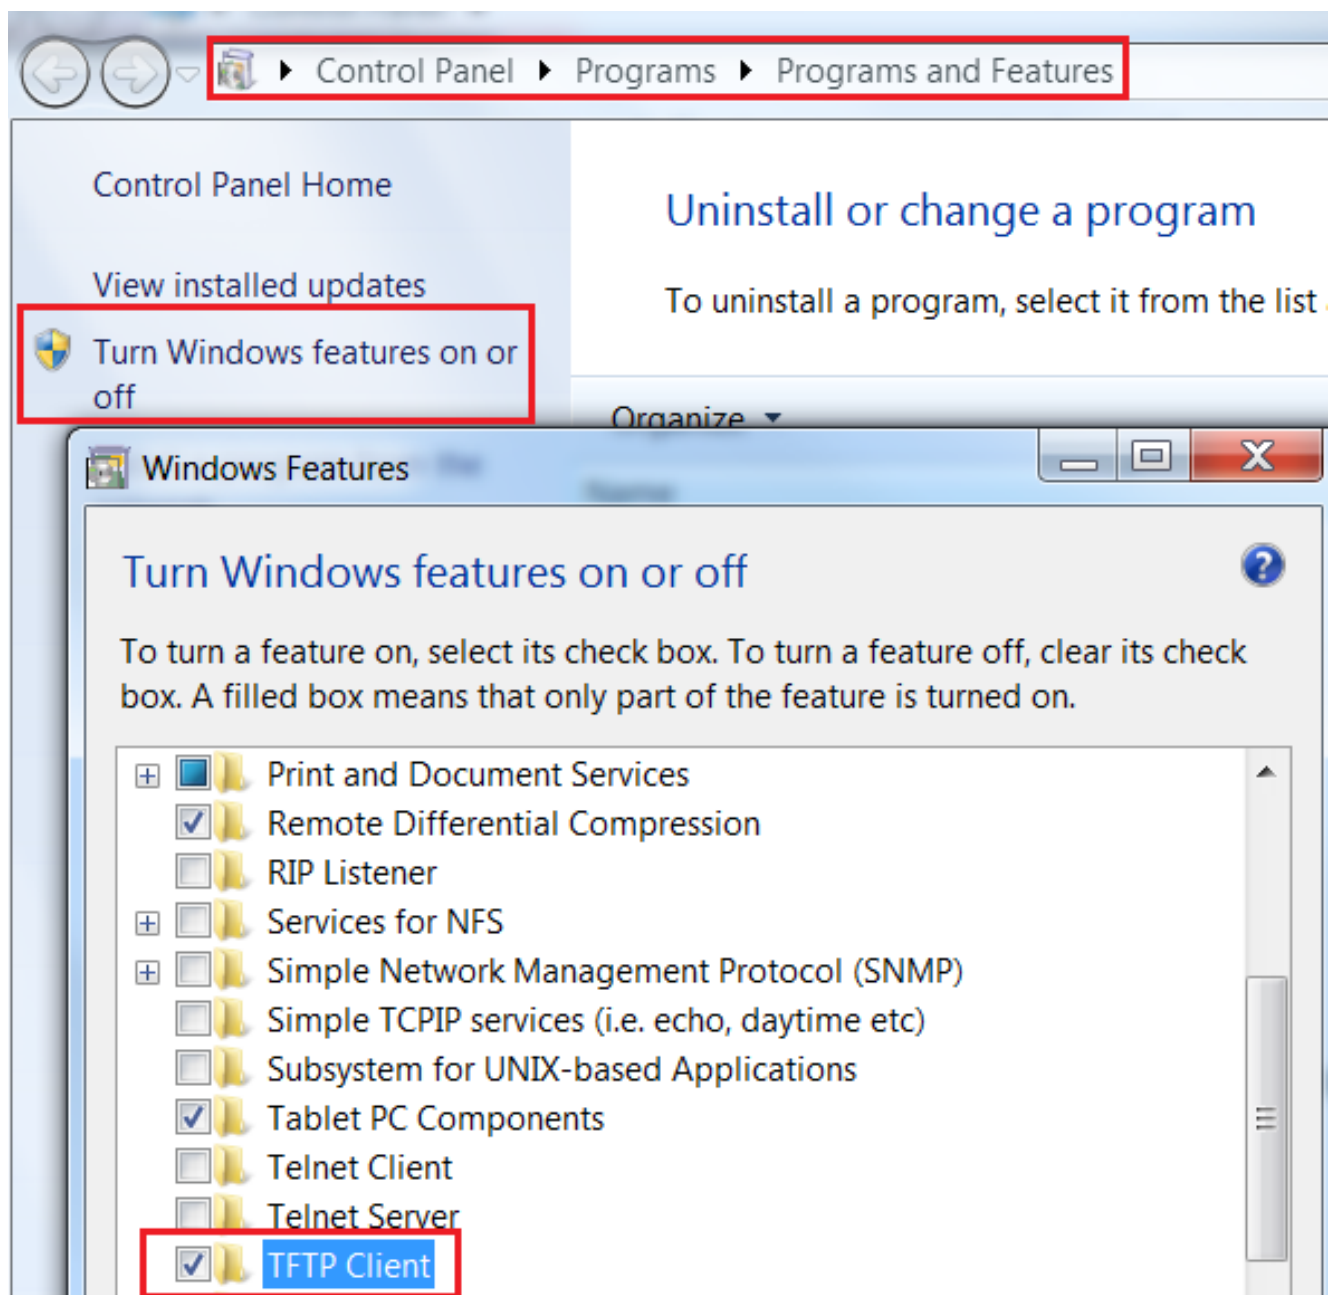 Control Panel Programs Programs and Features
Control Panel Home
View installed updates
Turn Windows features on or
off
Uninstall or change a program
To uninstall a program, select it from the list
Organize
Windows Features
Name
Turn Windows features on or off
To turn a feature on, select its check box. To turn a feature off, clear its check
box. A filled box means that only part of the feature is turned on.
Print and Document Services
Remote Differential Compression
RIP Listener
Services for NFS
Simple Network Management Protocol (SNMP)
Simple TCPIP services (i.e. echo, daytime etc)
Subsystem for UNIX-based Applications
Tablet PC Components
Telnet Client
Telnet Server
TFTP Client